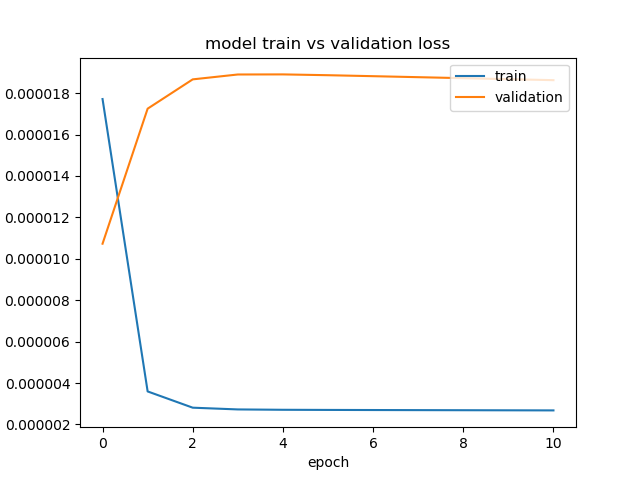 model train vs validation loss
train
validation
0.000018
0.000016
0.000014
0.000012
0.000010
0.000008
0.000006
0.000004
0.000002
0 2 4 6 8 10
epoch